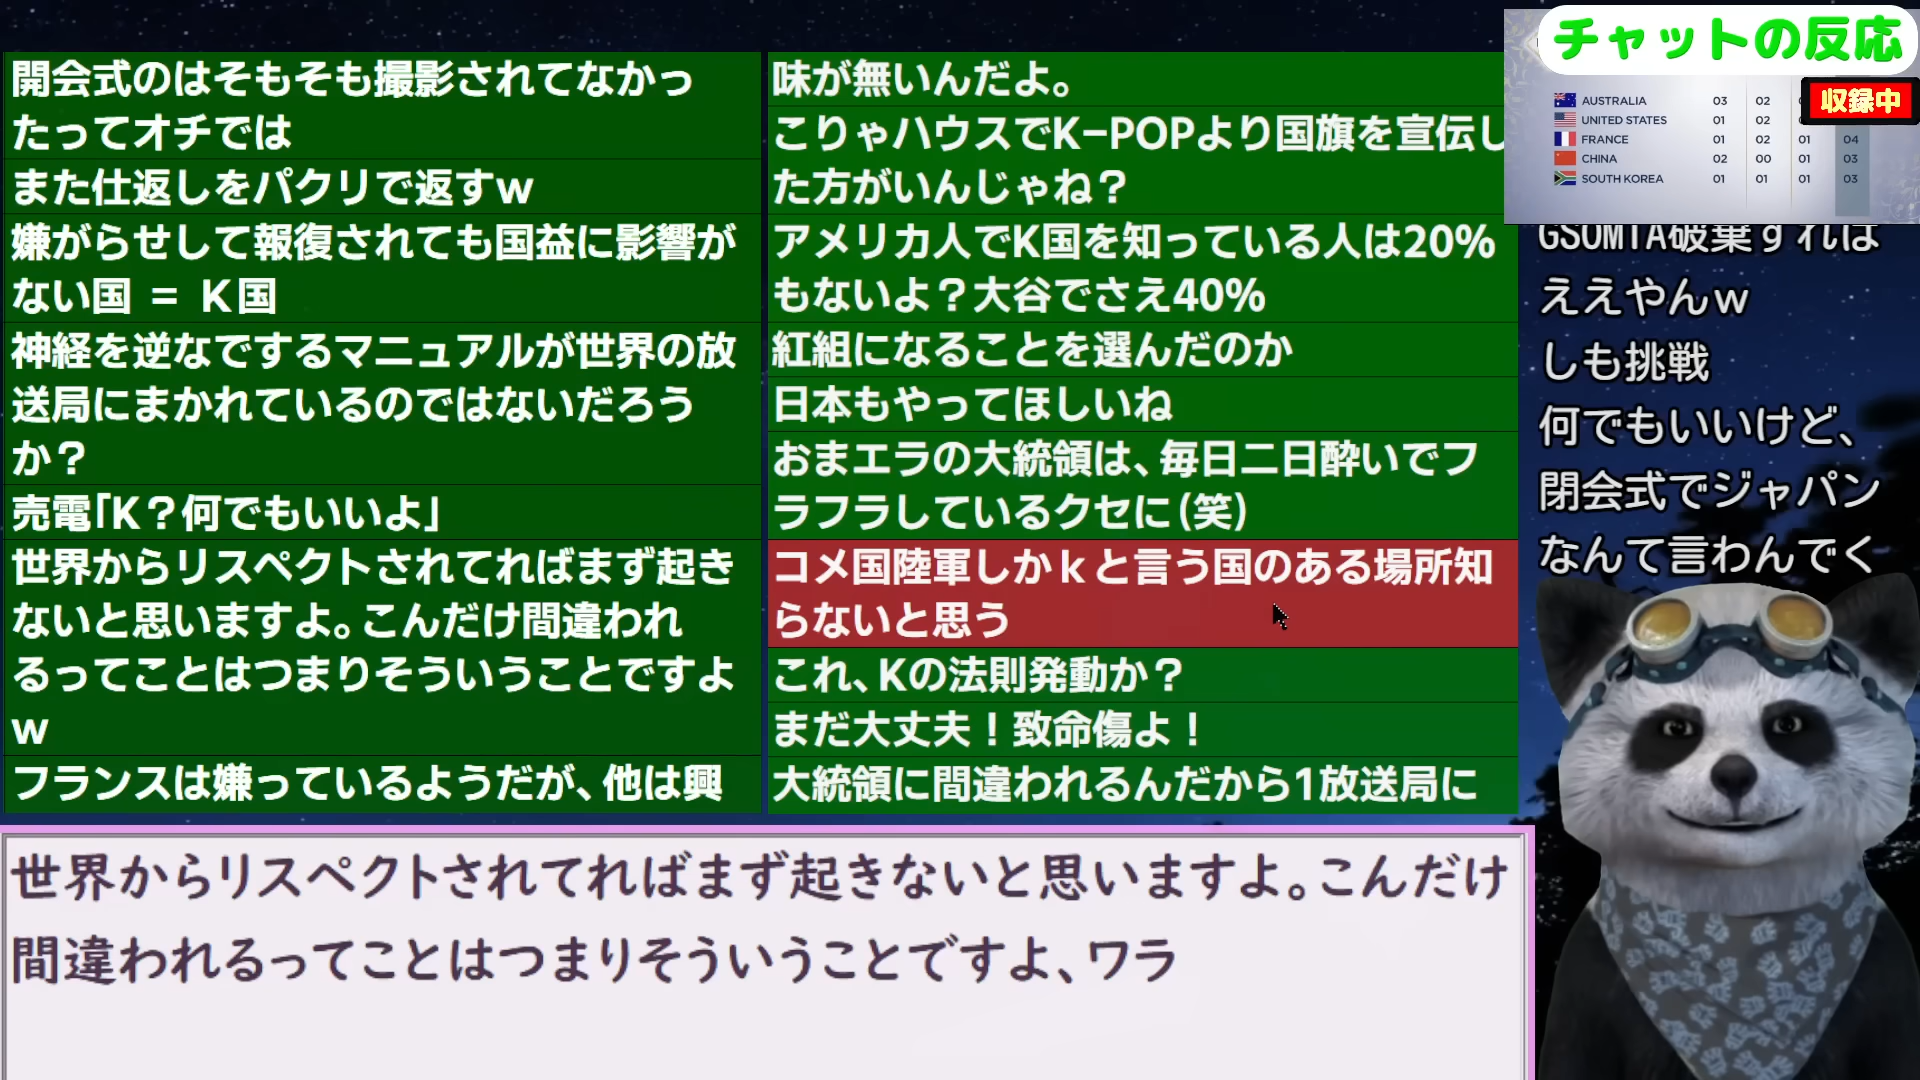 開会式のはそもそも撮影されてなかっ
たってオチでは
また仕返しをパクリで返すｗ
嫌がらせして報復されても国益に影響が
ない国 ＝ Ｋ国
神経を逆なでするマニュアルが世界の放
送局にまかれているのではないだろう
か？
売電｢K？何でもいいよ｣
世界からリスペクトされてればまず起き
ないと思いますよ｡こんだけ間違われ
るってことはつまりそういうことですよ
w
フランスは嫌っているようだが､他は興
味が無いんだよ。
こりゃハウスでK−POPより国旗を宣伝し
た方がいんじゃね？
アメリカ人でK国を知っている人は20%
もないよ？大谷でさえ40%
紅組になることを選んだのか
日本もやってほしいね
おまエラの大統領は､毎日二日酔いでフ
ラフラしているクセに(笑)
コメ国陸軍しかｋと言う国のある場所知
らないと思う
これ､Kの法則発動か？
まだ大丈夫！致命傷よ！
大統領に間違われるんだから1放送局に
チャットの反応
収録中
AUSTRALIA 03 02
UNITED STATES 01 02
FRANCE 01 02 01 04
CHINA 02 00 01 03
SOUTH KOREA 01 01 01 03
GSOMIA破棄すれば
ええやんｗ
しも挑戦
何でもいいけど、
閉会式でジャパン
なんて言わんでく
世界からリスペクトされてればまず起きないと思いますよ｡こんだけ
間違われるってことはつまりそういうことですよ､ワラ